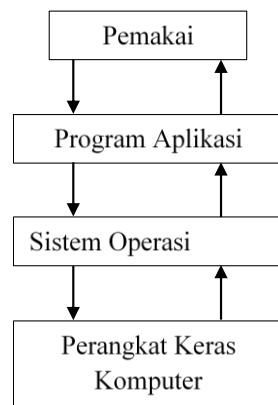 Pemakai
Program Aplikasi
Sistem Operasi
Perangkat Keras
Komputer